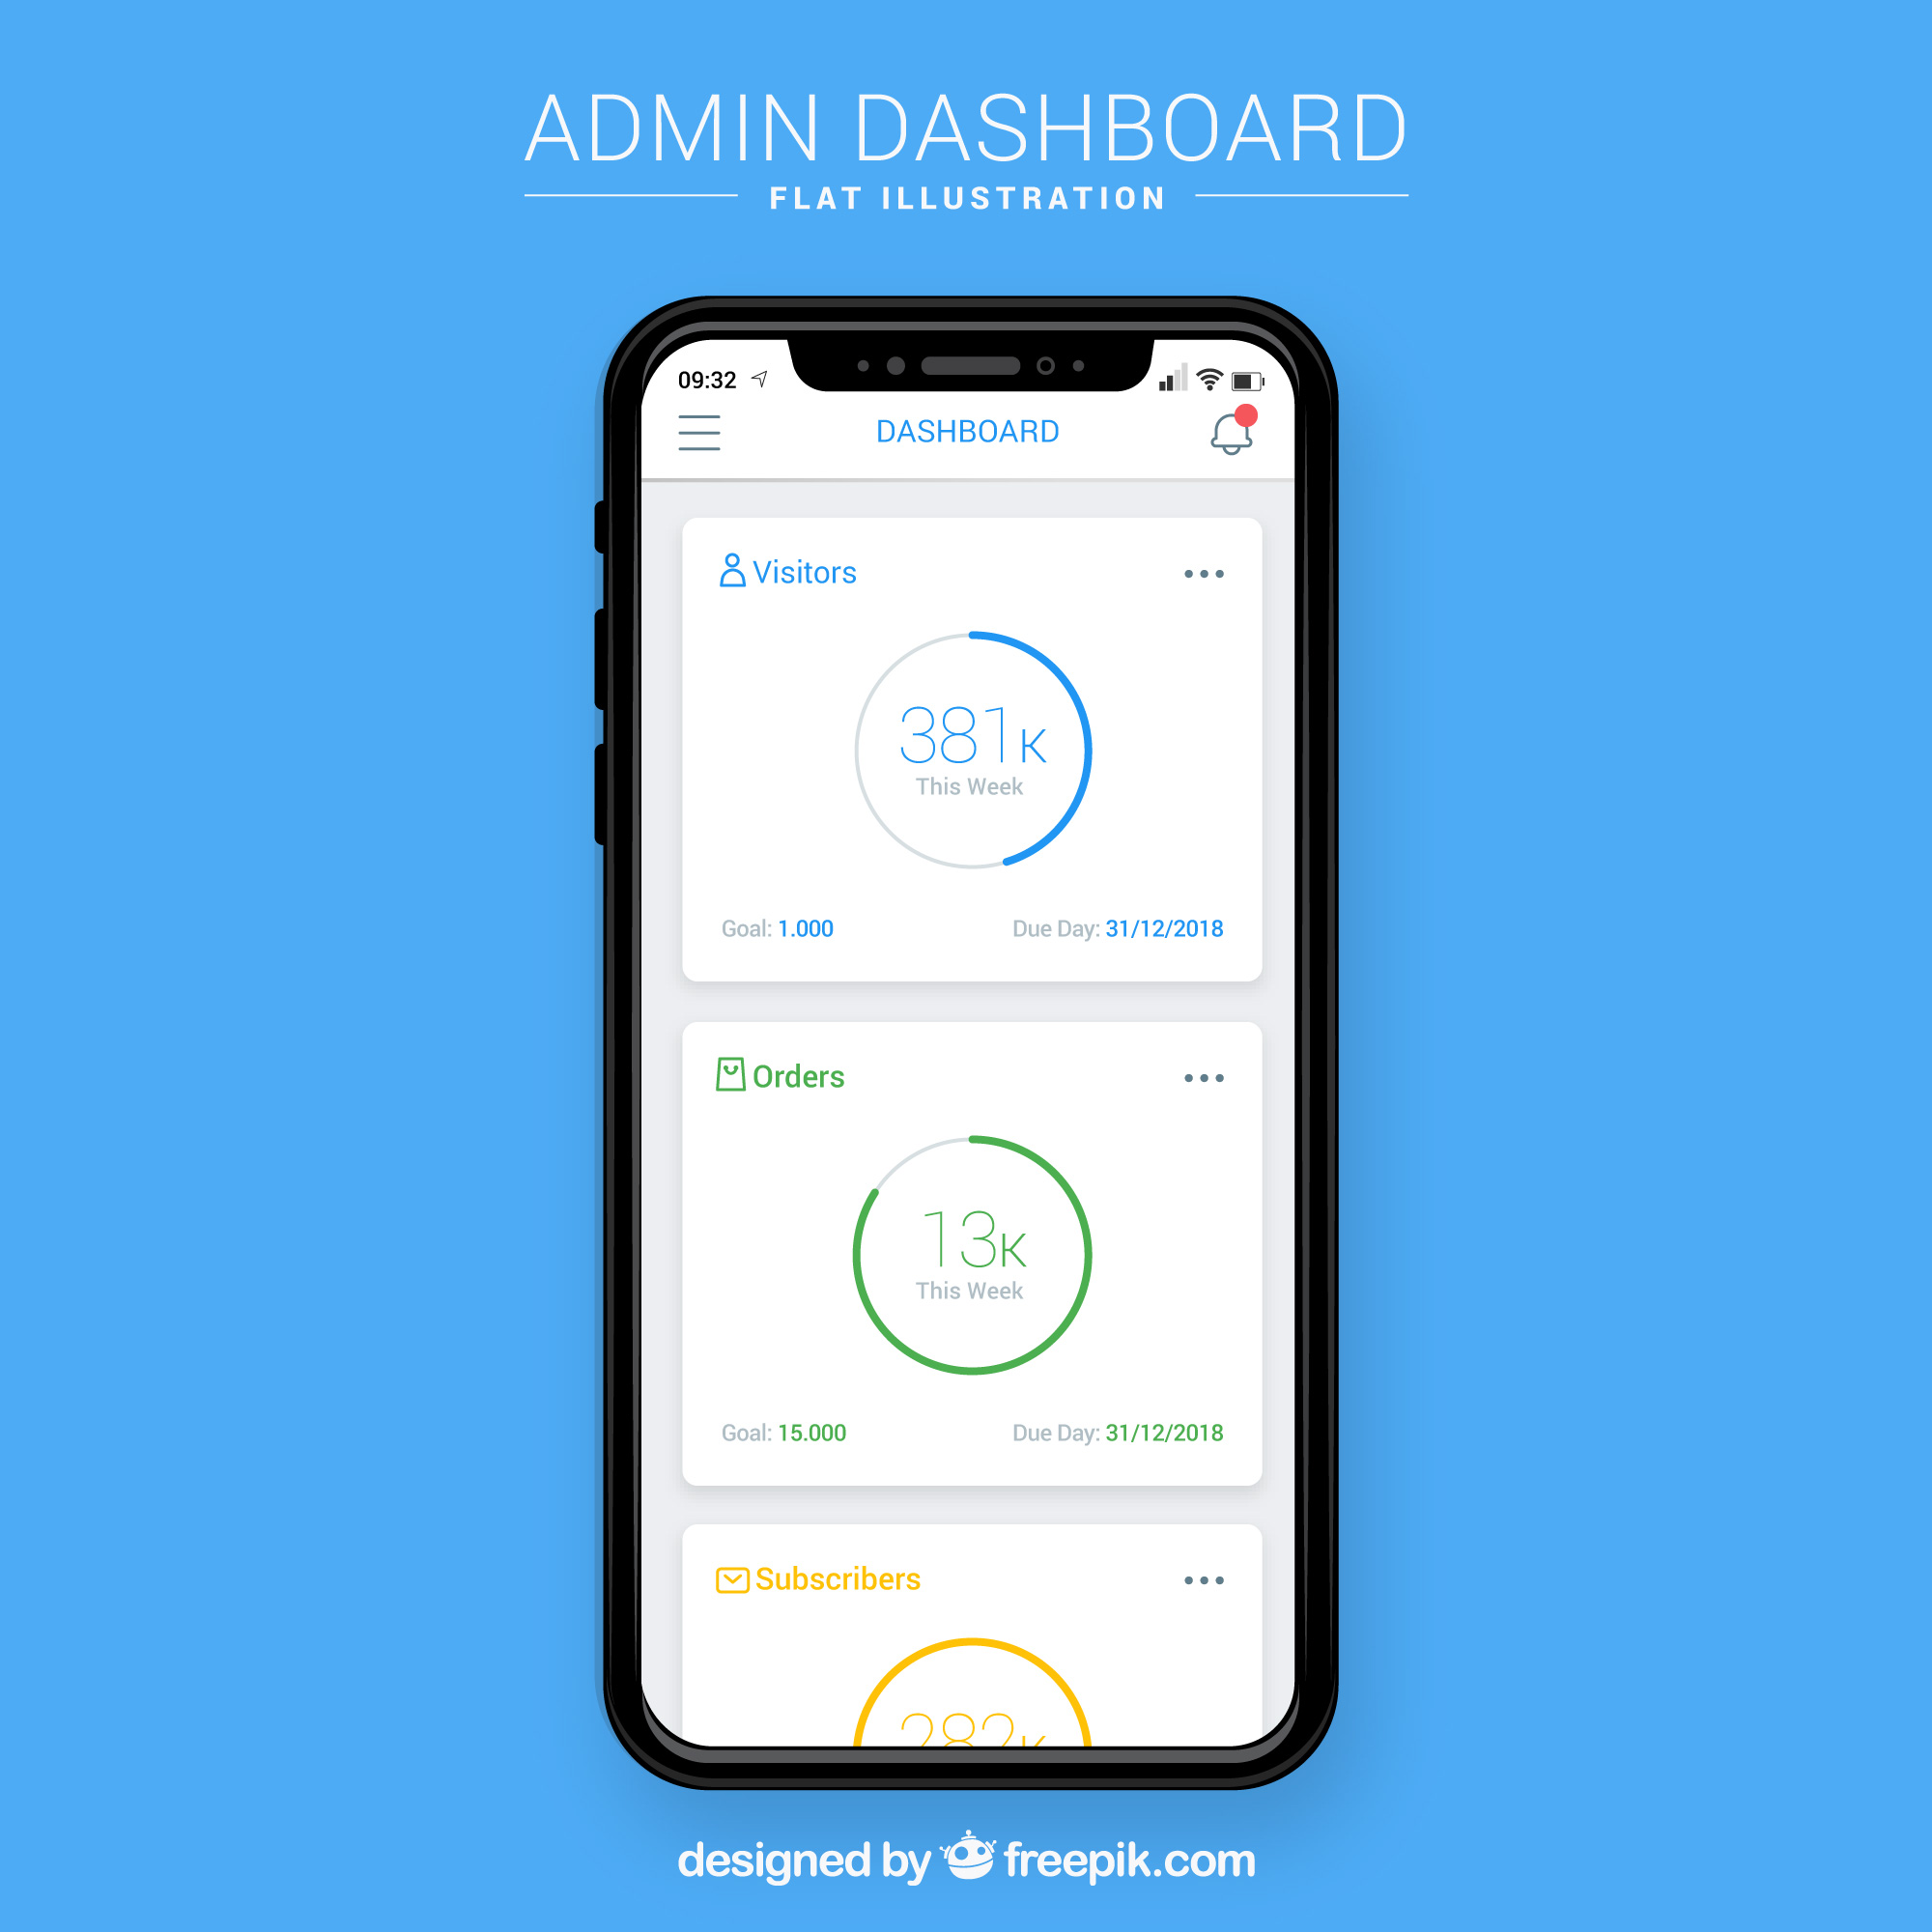 ADMIN DASHBOARD
FLAT ILLUSTRATION
09:32
DASHBOARD
Visitors
381K
This Week
Goal: 1.000 Due Day: 31/12/2018
Orders
13K
This Week
Goal: 15.000 Due Day: 31/12/2018
Subscribers
282K
designed by freepik.com